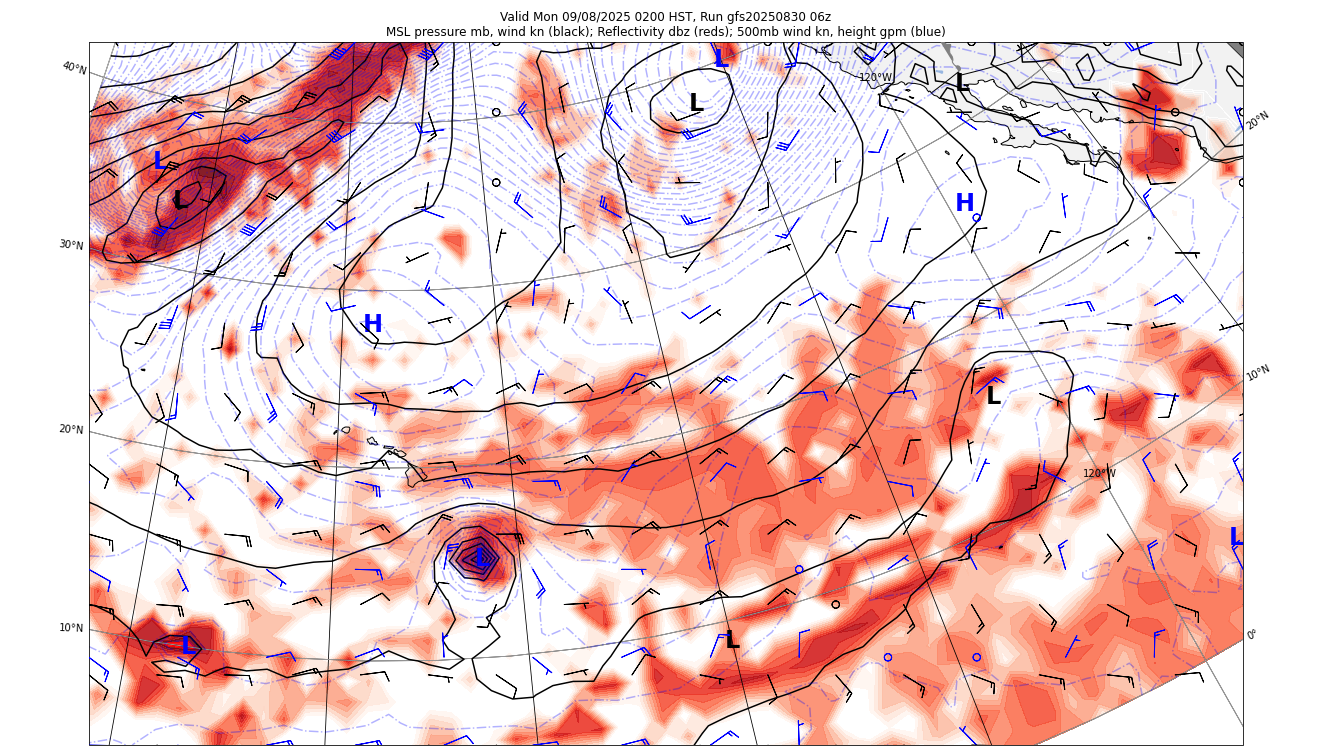 Valid Mon 09/08/2025 0200 HST, Run gfs20250830 06z
MSL pressure mb, wind kn (black); Reflectivity dbz (reds); 500mb wind kn, height gpm (blue)
L
40°N
120°W
L
L
20°N
L
L
H
30°N
H
10°N
L
20°N
120°W
L
L
10°N
L
L
0°